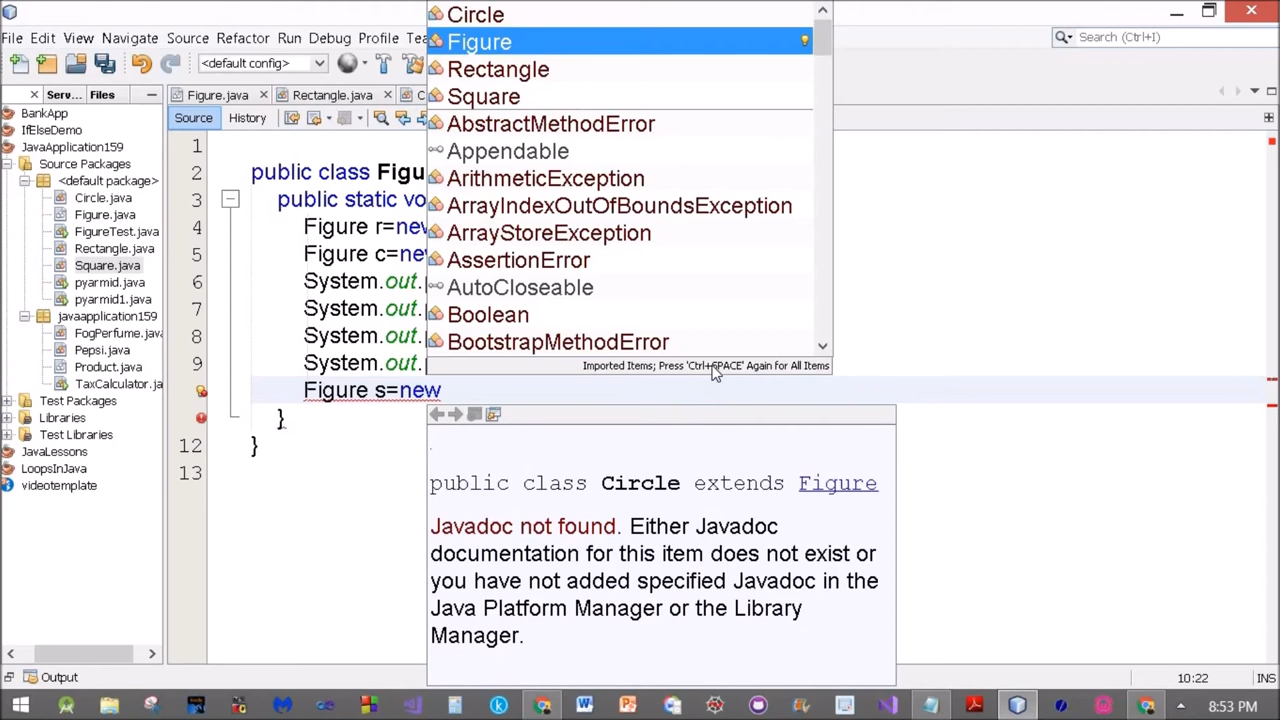 Circle
Figure
Rectangle
Square
AbstractMethodError
Appendable
ArithmeticException
ArrayIndexOutOfBoundsException
ArrayStoreException
AssertionError
AutoCloseable
Boolean
BootstrapMethodError
Imported Items; Press 'Ctrl+SPACE' Again for All Items
File Edit View Navigate Source Refactor Run Debug Profile Tea
Search (Ctrl+I)
<default config>
Serv... Files
Figure.java Rectangle.java C
Source History
BankApp
IfElseDemo
JavaApplication159
Source Packages
<default package>
Circle.java
Figure.java
FigureTest.java
Rectangle.java
Square.java
pyarmid.java
pyarmid1.java
javaapplication159
FogPerfume.java
Pepsi.java
Product.java
TaxCalculator.ja
Test Packages
Libraries
Test Libraries
JavaLessons
LoopsInJava
videotemplate
1
2 public class Figu
3 public static vo
4 Figure r=new
5 Figure c=new
6 System.out.
7 System.out.
8 System.out.
9 System.out.
Figure s=new
}
12 }
13
public class Circle extends Figure
Javadoc not found. Either Javadoc
documentation for this item does not exist or
you have not added specified Javadoc in the
Java Platform Manager or the Library
Manager.
Output
10:22 INS
8:53 PM